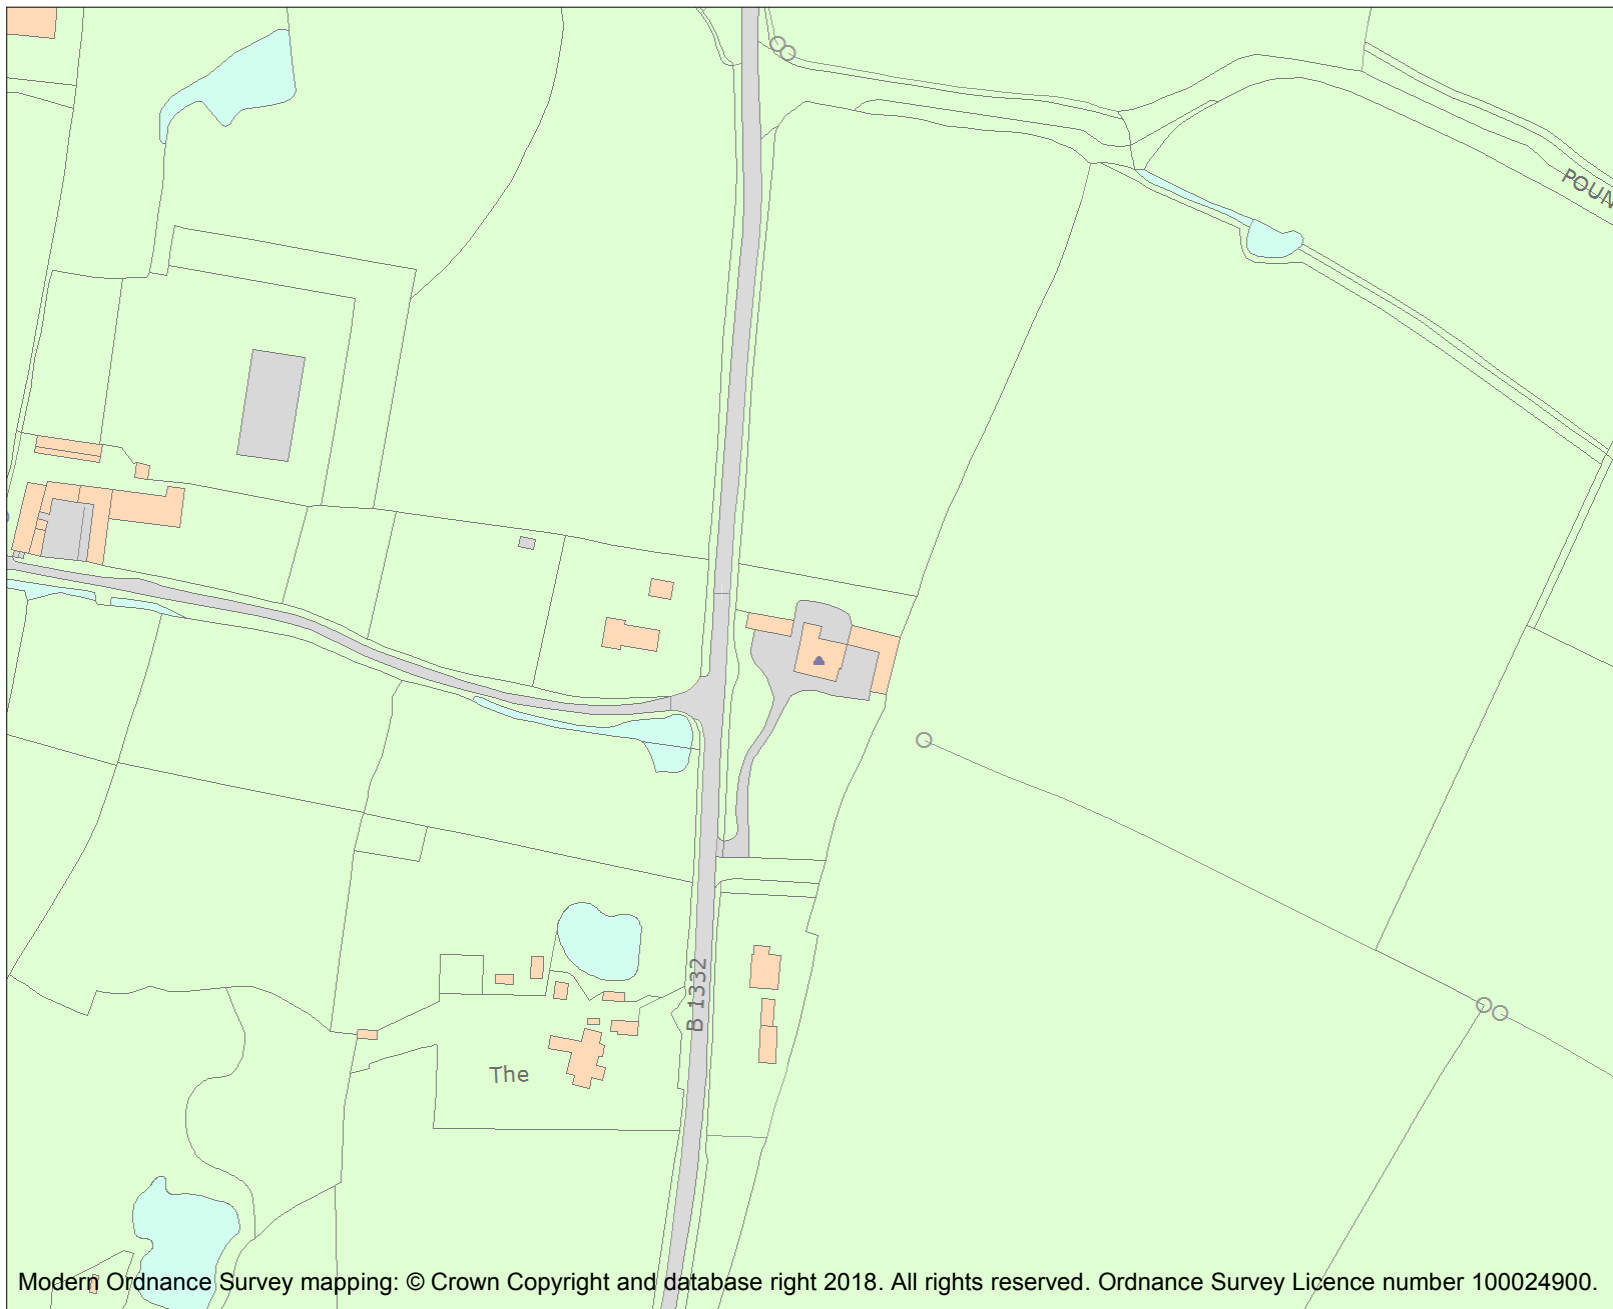 POUN
B 1332
The
Modern Ordnance Survey mapping: © Crown Copyright and database right 2018. All rights reserved. Ordnance Survey Licence number 100024900.